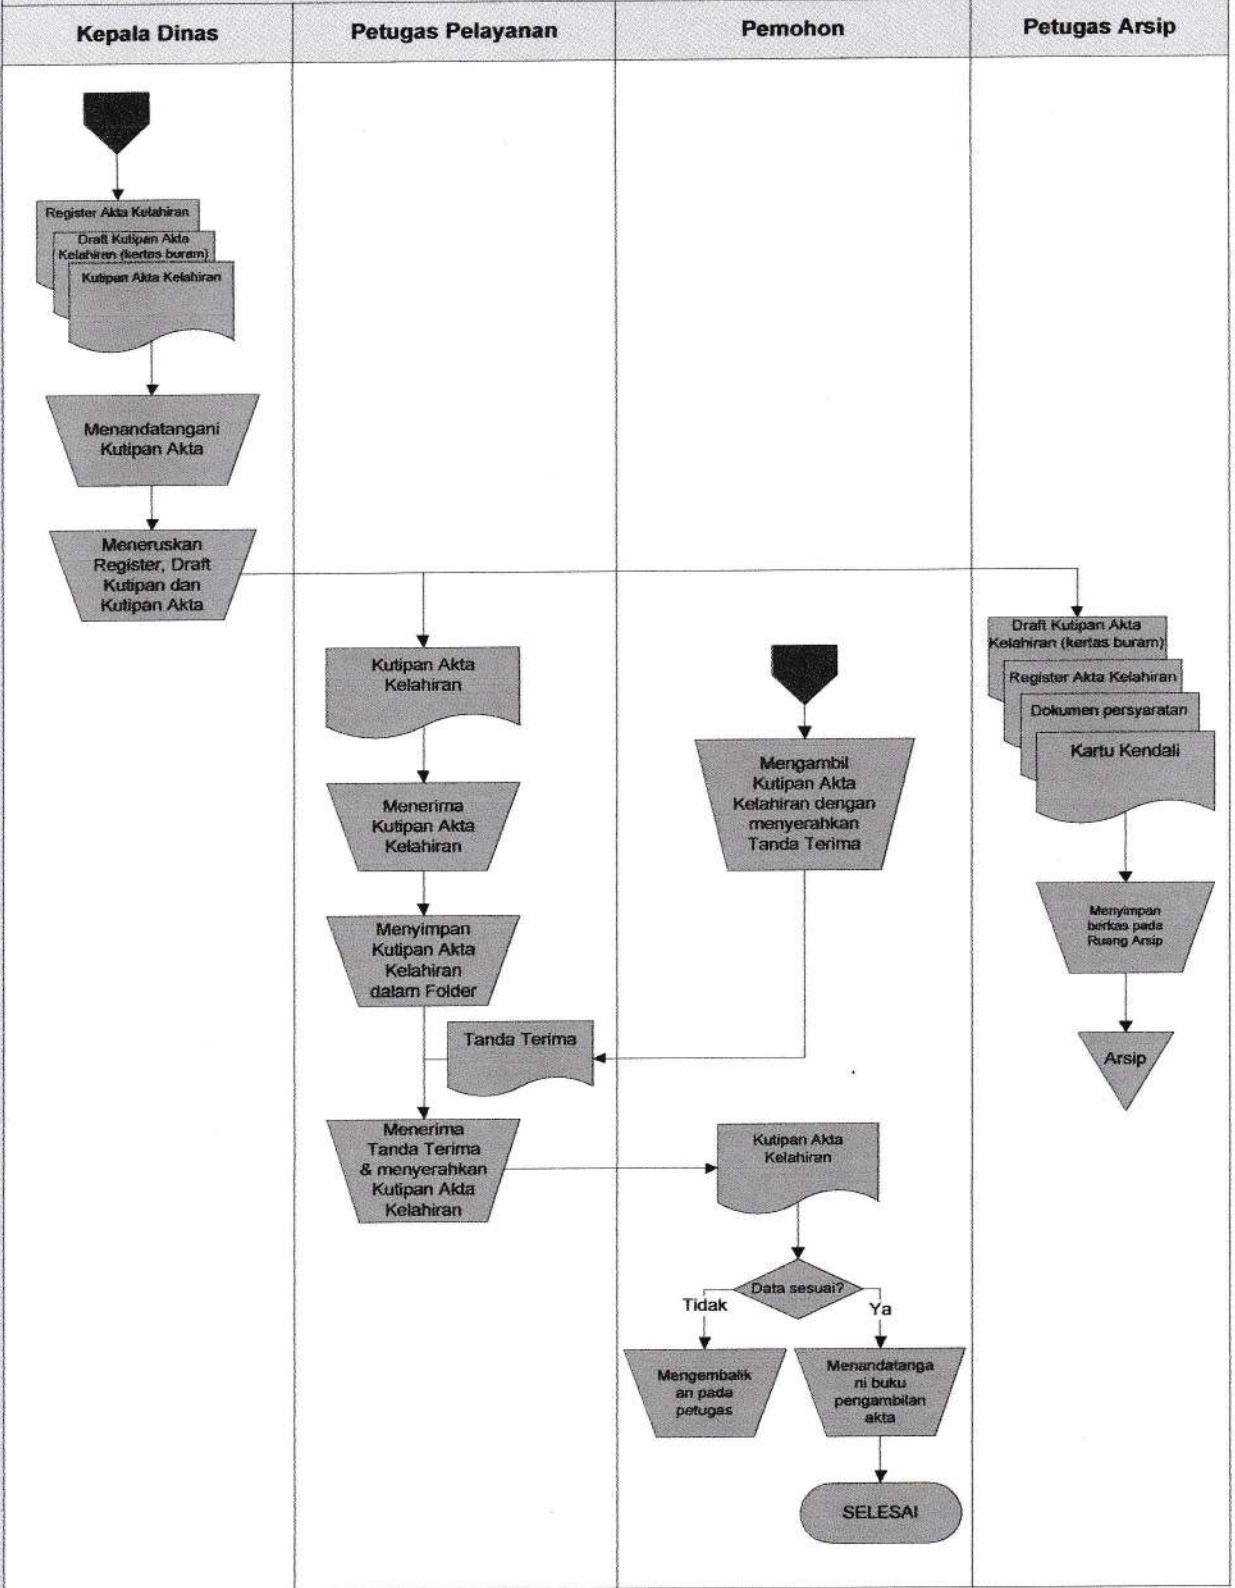 Kepala Dinas
Petugas Pelayanan
Pemohon
Petugas Arsip
Register Akta Kelahiran
Draft Kutipan Akta
Kelahiran (kertas buram)
Kutipan Akta Kelahiran
Menandatangani
Kutipan Akta
Meneruskan
Register, Draft
Kutipan dan
Kutipan Akta
Kutipan Akta
Kelahiran
Menerima
Kutipan Akta
Kelahiran
Menyimpan
Kutipan Akta
Kelahiran
dalam Folder
Tanda Terima
Menerima
Tanda Terima
& menyerahkan
Kutipan Akta
Kelahiran
Mengambil
Kutipan Akta
Kelahiran dengan
menyerahkan
Tanda Terima
Kutipan Akta
Kelahiran
Data sesuai?
Tidak
Ya
Mengembalik
an pada
petugas
Menandatanga
ni buku
pengambilan
akta
SELESAI
Draft Kutipan Akta
Kelahiran (kertas buram)
Register Akta Kelahiran
Dokumen persyaratan
Kartu Kendali
Menyimpan
berkas pada
Ruang Arsip
Arsip